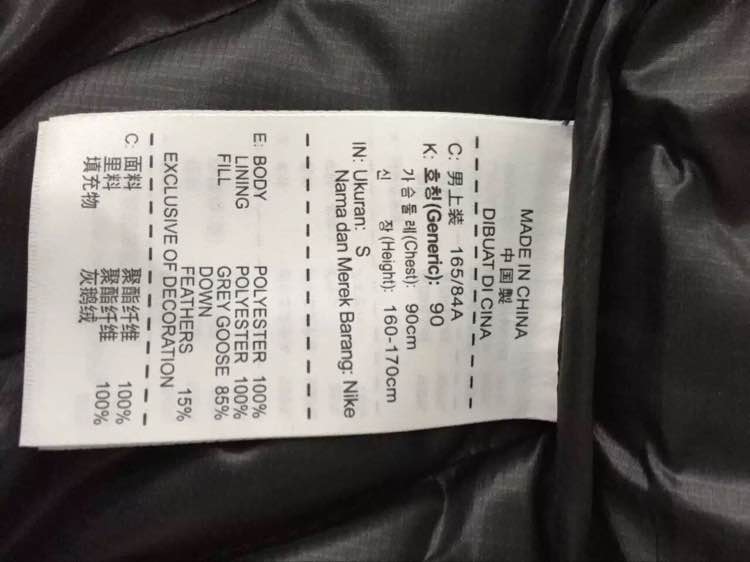 MADE IN CHINA
中国製
DIBUAT DI CINA
C: 男上装 165/84A
K: 호칭(Generic): 90
가슴둘레(Chest): 90cm
신 장(Height): 160-170cm
IN: Ukuran: S
Nama dan Merek Barang: Nike
E: BODY POLYESTER 100%
LINING POLYESTER 100%
FILL GREY GOOSE 85%
DOWN
FEATHERS 15%
EXCLUSIVE OF DECORATION
C: 面料 聚酯纤维 100%
里料 聚酯纤维 100%
填充物 灰鹅绒